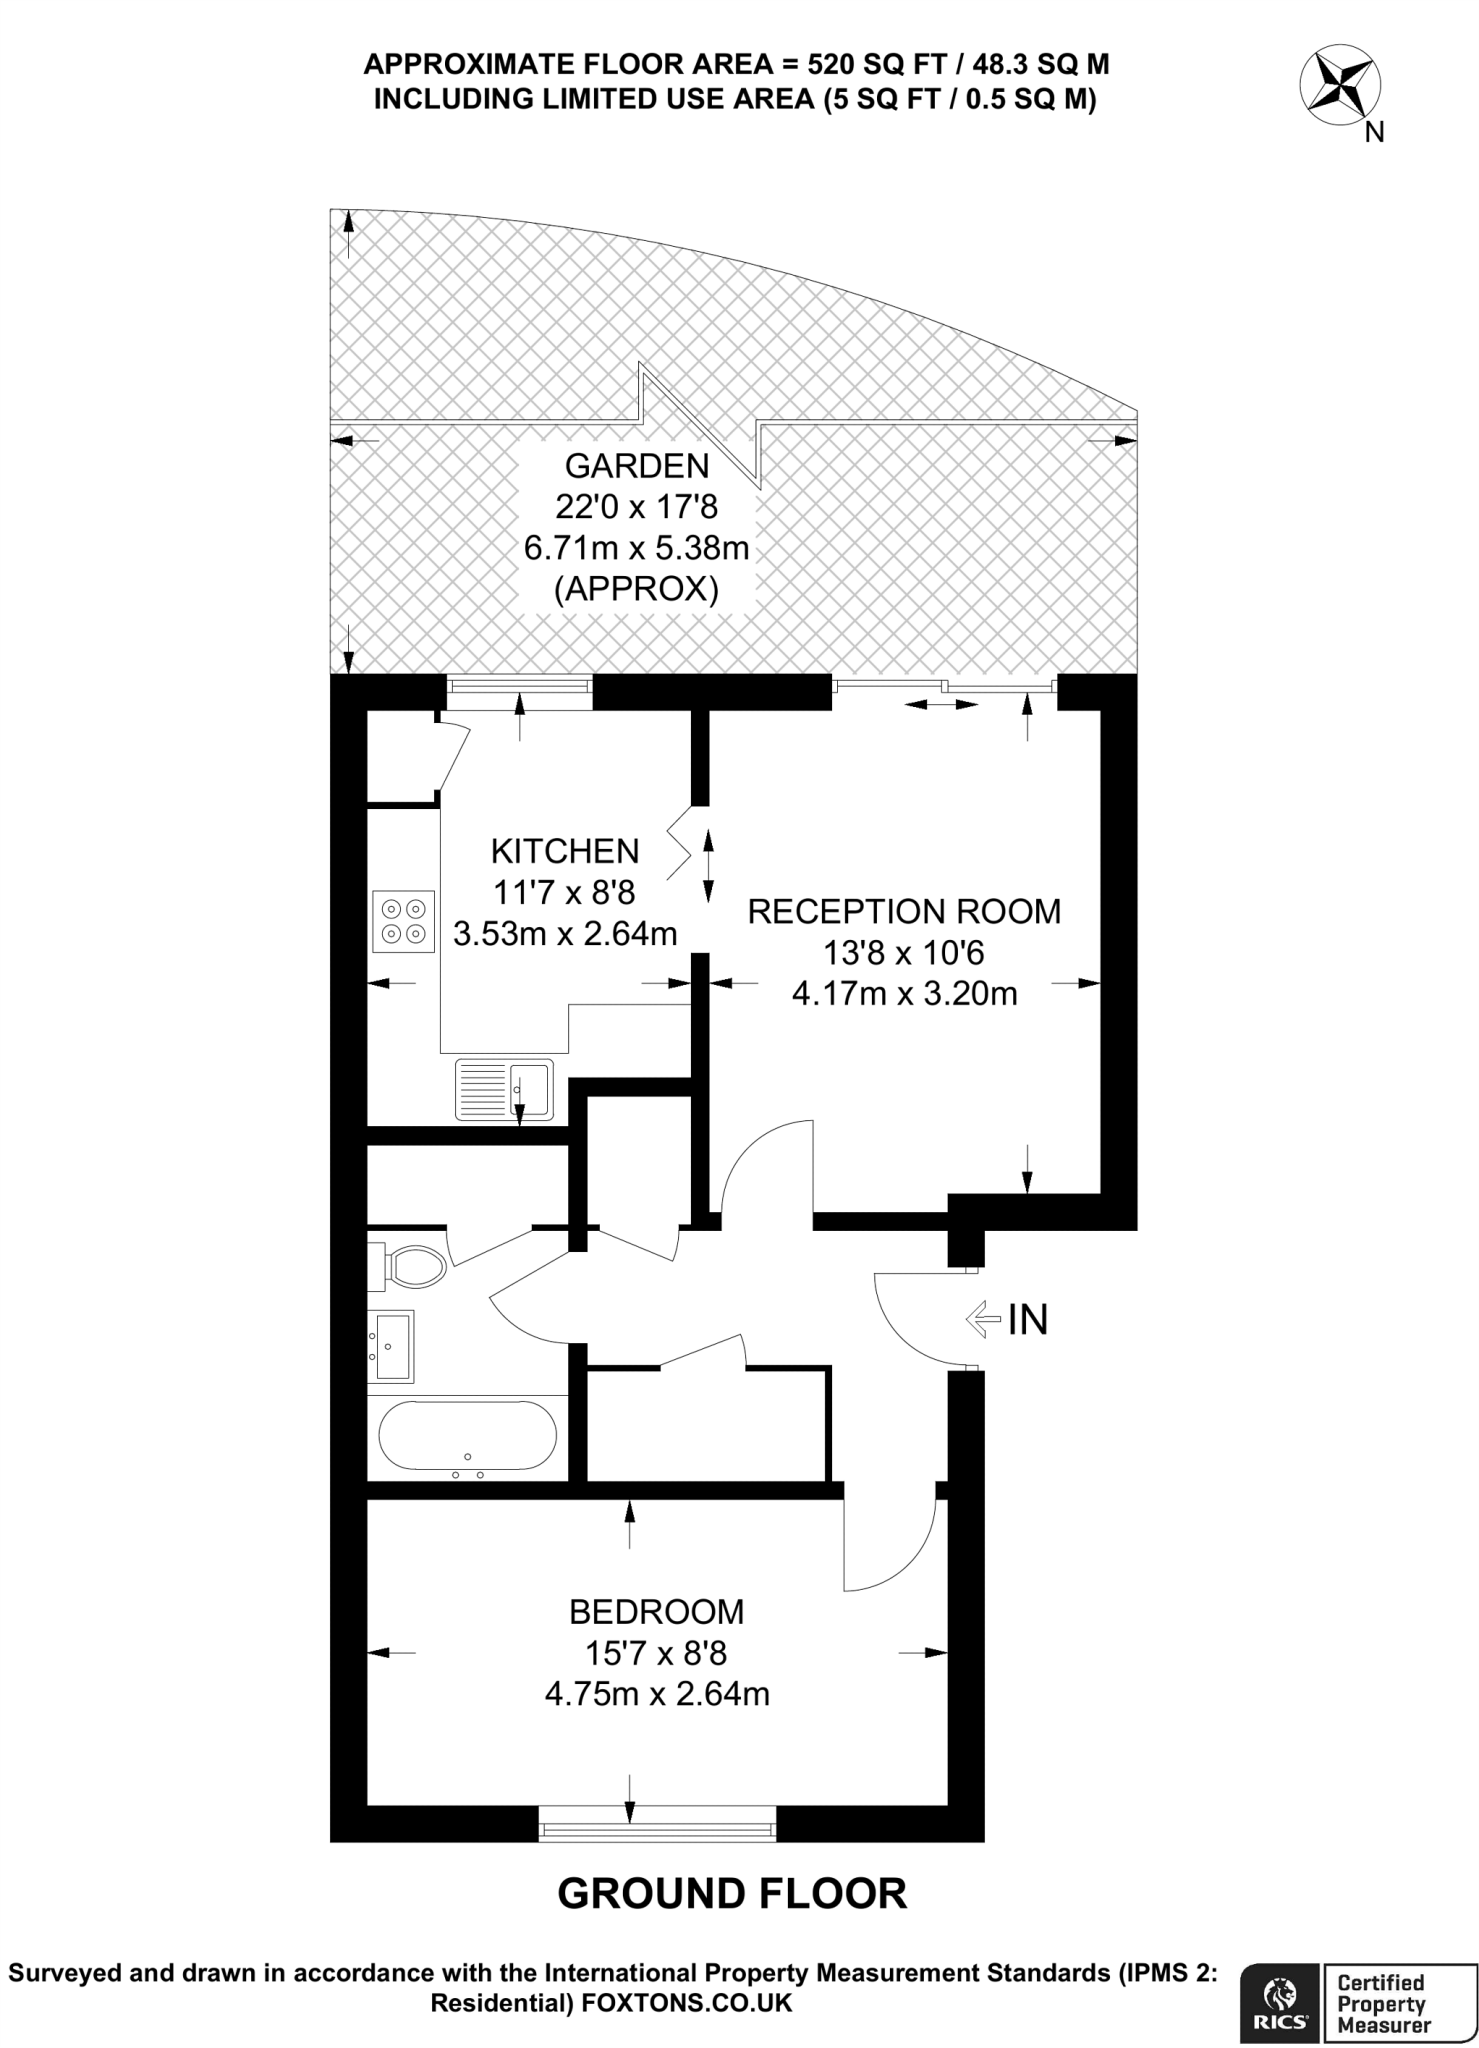 APPROXIMATE FLOOR AREA = 520 SQ FT / 48.3 SQ M
INCLUDING LIMITED USE AREA (5 SQ FT / 0.5 SQ M)
N
GARDEN
22'0 x 17'8
6.71m x 5.38m
(APPROX)
KITCHEN
11'7 x 8'8
3.53m x 2.64m
RECEPTION ROOM
13'8 x 10'6
4.17m x 3.20m
IN
BEDROOM
15'7 x 8'8
4.75m x 2.64m
GROUND FLOOR
Surveyed and drawn in accordance with the International Property Measurement Standards (IPMS 2:
Residential) FOXTONS.CO.UK
RICS
Certified
Property
Measurer